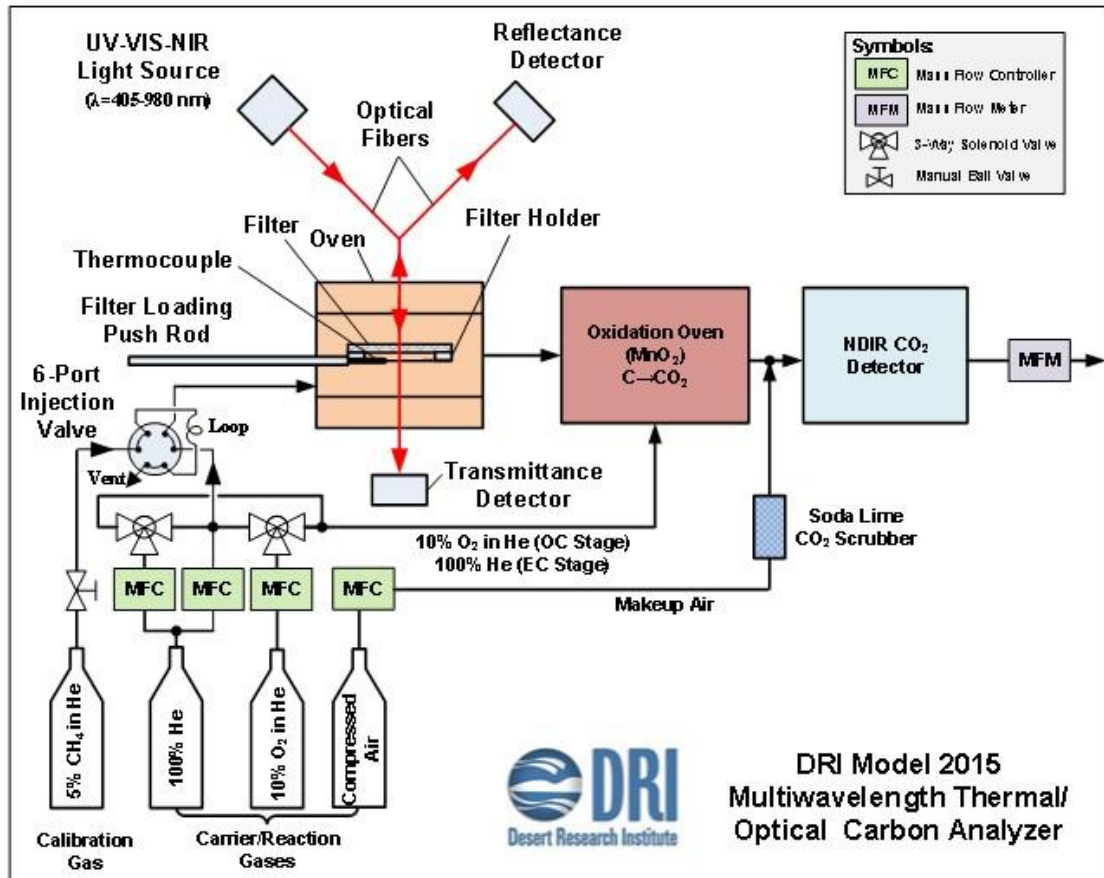 UV-VIS-NIR
Light Source
(λ=405-980 nm)
Reflectance
Detector
Optical
Fibers
Symbols:
MFC Mass Flow Controller
MFM Mass Flow Meter
3-Way Solenoid Valve
Manual Ball Valve
Filter Holder
Filter
Oven
Thermocouple
Filter Loading
Push Rod
6-Port
Injection
Valve
Loop
Vent
Oxidation Oven
(MnO₂)
C→CO₂
NDIR CO₂
Detector
MFM
Transmittance
Detector
10% O₂ in He (OC Stage)
100% He (EC Stage)
Soda Lime
CO₂ Scrubber
MFC
MFC
MFC
MFC
Makeup Air
5% CH₄ in He
100% He
10% O₂ in He
Compressed
Air
Calibration
Gas
Carrier/Reaction
Gases
DRI
Desert Research Institute
DRI Model 2015
Multiwavelength Thermal/
Optical Carbon Analyzer